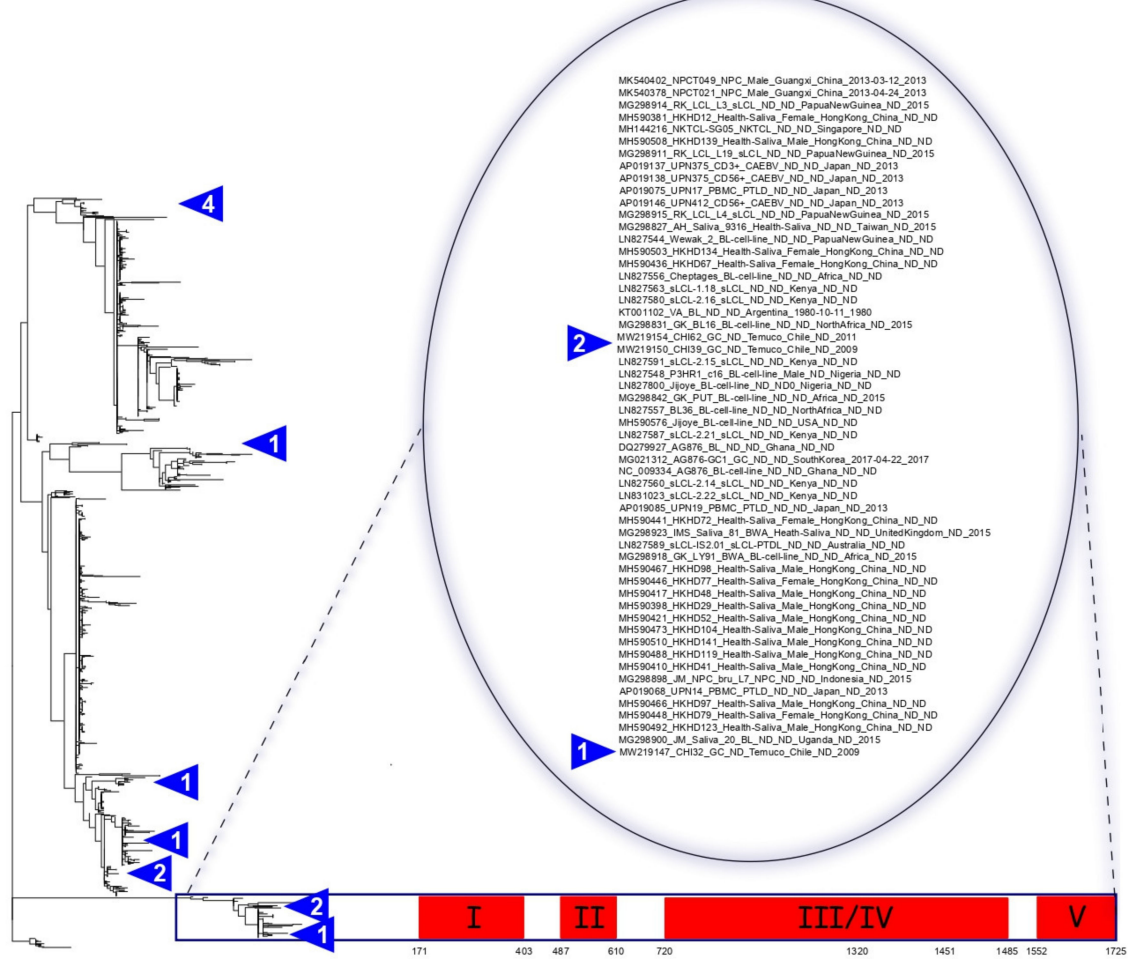 MK540402_NPCT049_NPC_Male_Guangxi_China_2013-03-12_2013
MK540378_NPCT021_NPC_Male_Guangxi_China_2013-04-24_2013
MG298914_RK_LCL_L3_sLCL_ND_ND_PapuaNewGuinea_ND_2015
MH590381_HKHD12_Health-Saliva_Female_HongKong_China_ND_ND
MH144216_NKTCL-SG05_NKTCL_ND_ND_Singapore_ND_ND
MH590508_HKHD139_Health-Saliva_Male_HongKong_China_ND_ND
MG298911_RK_LCL_L19_sLCL_ND_ND_PapuaNewGuinea_ND_2015
AP019137_UPN375_CD3+_CAEBV_ND_ND_Japan_ND_2013
AP019138_UPN375_CD56+_CAEBV_ND_ND_Japan_ND_2013
AP019075_UPN17_PBMC_PTLD_ND_ND_Japan_ND_2013
AP019146_UPN412_CD56+_CAEBV_ND_ND_Japan_ND_2013
MG298915_RK_LCL_L4_sLCL_ND_ND_PapuaNewGuinea_ND_2015
4
MG298827_AH_Saliva_9316_Health-Saliva_ND_ND_Taiwan_ND_2015
LN827544_Wewak_2_BL-cell-line_ND_ND_PapuaNewGuinea_ND_ND
MH590503_HKHD134_Health-Saliva_Female_HongKong_China_ND_ND
MH590436_HKHD67_Health-Saliva_Female_HongKong_China_ND_ND
LN827556_Cheptages_BL-cell-line_ND_ND_Africa_ND_ND
LN827563_sLCL-1.18_sLCL_ND_ND_Kenya_ND_ND
LN827580_sLCL-2.16_sLCL_ND_ND_Kenya_ND_ND
KT001102_VA_BL_ND_ND_Argentina_1980-10-11_1980
MG298831_GK_BL16_BL-cell-line_ND_ND_NorthAfrica_ND_2015
MW219154_CHI62_GC_ND_Temuco_Chile_ND_2011
2
MW219150_CHI39_GC_ND_Temuco_Chile_ND_2009
LN827591_sLCL-2.15_sLCL_ND_ND_Kenya_ND_ND
LN827548_P3HR1_c16_BL-cell-line_Male_ND_Nigeria_ND_ND
LN827800_Jijoye_BL-cell-line_ND_ND0_Nigeria_ND_ND
MG298842_GK_PUT_BL-cell-line_ND_ND_Africa_ND_2015
LN827557_BL36_BL-cell-line_ND_ND_NorthAfrica_ND_ND
MH590576_Jijoye_BL-cell-line_ND_ND_USA_ND_ND
LN827587_sLCL-2.21_sLCL_ND_ND_Kenya_ND_ND
1
DQ279927_AG876_BL_ND_ND_Ghana_ND_ND
MG021312_AG876-GC1_GC_ND_ND_SouthKorea_2017-04-22_2017
NC_009334_AG876_BL-cell-line_ND_ND_Ghana_ND_ND
LN827560_sLCL-2.14_sLCL_ND_ND_Kenya_ND_ND
LN831023_sLCL-2.22_sLCL_ND_ND_Kenya_ND_ND
AP019085_UPN19_PBMC_PTLD_ND_ND_Japan_ND_2013
MH590441_HKHD72_Health-Saliva_Female_HongKong_China_ND_ND
MG298923_IMS_Saliva_81_BWA_Heath-Saliva_ND_ND_UnitedKingdom_ND_2015
LN827589_sLCL-IS2.01_sLCL-PTDL_ND_ND_Australia_ND_ND
MG298918_GK_LY91_BWA_BL-cell-line_ND_ND_Africa_ND_2015
MH590467_HKHD98_Health-Saliva_Male_HongKong_China_ND_ND
MH590446_HKHD77_Health-Saliva_Female_HongKong_China_ND_ND
MH590417_HKHD48_Health-Saliva_Male_HongKong_China_ND_ND
MH590398_HKHD29_Health-Saliva_Male_HongKong_China_ND_ND
MH590421_HKHD52_Health-Saliva_Male_HongKong_China_ND_ND
MH590473_HKHD104_Health-Saliva_Male_HongKong_China_ND_ND
MH590510_HKHD141_Health-Saliva_Male_HongKong_China_ND_ND
MH590488_HKHD119_Health-Saliva_Male_HongKong_China_ND_ND
MH590410_HKHD41_Health-Saliva_Male_HongKong_China_ND_ND
MG298898_JM_NPC_bru_L7_NPC_ND_ND_Indonesia_ND_2015
AP019068_UPN14_PBMC_PTLD_ND_ND_Japan_ND_2013
MH590466_HKHD97_Health-Saliva_Male_HongKong_China_ND_ND
MH590448_HKHD79_Health-Saliva_Female_HongKong_China_ND_ND
MH590492_HKHD123_Health-Saliva_Male_HongKong_China_ND_ND
MG298900_JM_Saliva_20_BL_ND_ND_Uganda_ND_2015
1
MW219147_CHI32_GC_ND_Temuco_Chile_ND_2009
1
1
2
2
1
I II III/IV V
171 403 487 610 720 1320 1451 1485 1552 1725